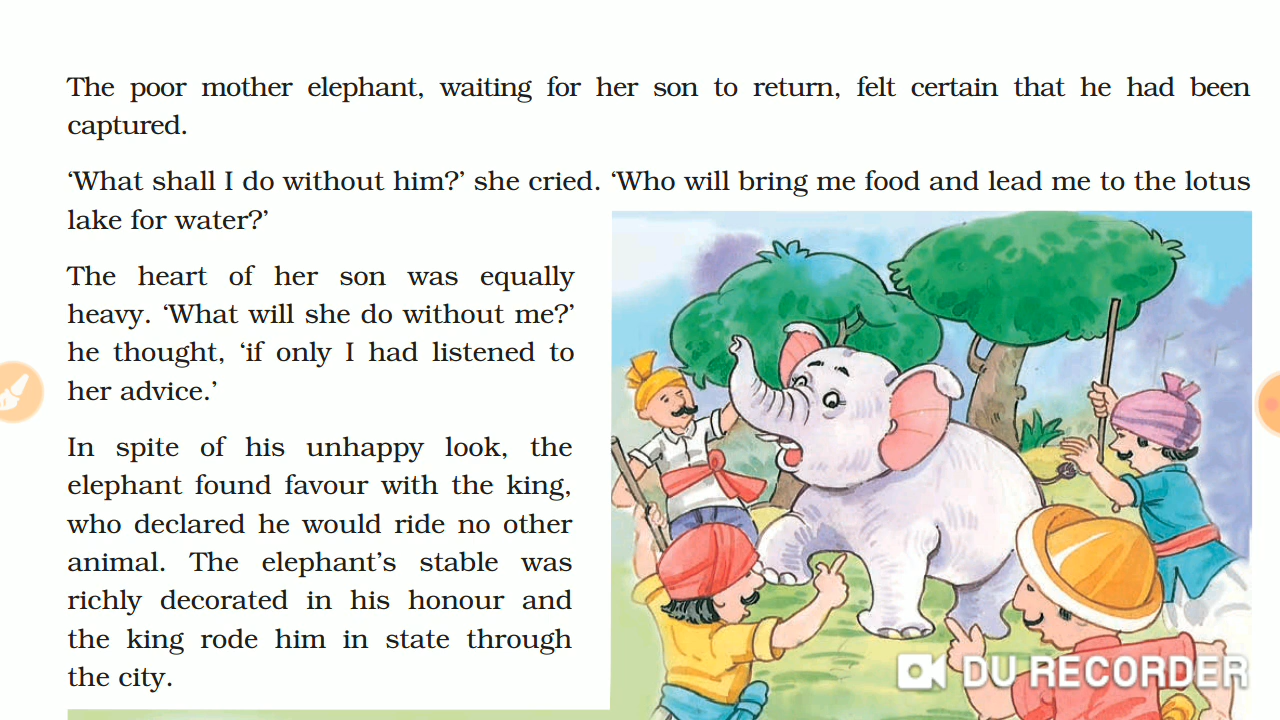 The poor mother elephant, waiting for her son to return, felt certain that he had been
captured.
‘What shall I do without him?’ she cried. ‘Who will bring me food and lead me to the lotus
lake for water?’
The heart of her son was equally
heavy. ‘What will she do without me?’
he thought, ‘if only I had listened to
her advice.’
In spite of his unhappy look, the
elephant found favour with the king,
who declared he would ride no other
animal. The elephant’s stable was
richly decorated in his honour and
the king rode him in state through
the city.
DU RECORDER